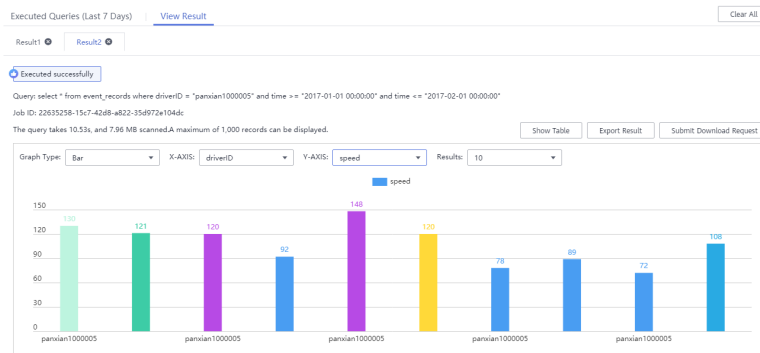 Executed Queries (Last 7 Days) View Result Clear All
Result1 Result2
Executed successfully
Query: select * from event_records where driverID = "panxian1000005" and time >= "2017-01-01 00:00:00" and time <= "2017-02-01 00:00:00"
Job ID: 22635258-15c7-42d8-a822-35d972e104dc
The query takes 10.53s, and 7.96 MB scanned.A maximum of 1,000 records can be displayed. Show Table Export Result Submit Download Request
Graph Type: Bar X-AXIS: driverID Y-AXIS: speed Results: 10
speed
150
120
90
60
30
0
130 121 120 92 148 120 78 89 72 108
panxian1000005 panxian1000005 panxian1000005 panxian1000005 panxian1000005